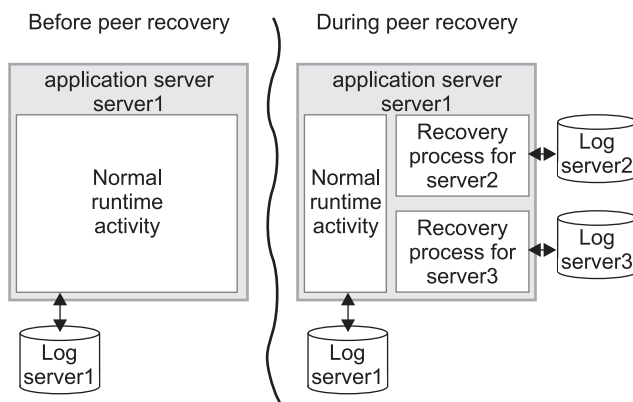 Before peer recovery
application server
server1
Normal
runtime
activity
Log
server1
During peer recovery
application server
server1
Normal
runtime
activity
Recovery
process for
server2
Recovery
process for
server3
Log
server2
Log
server3
Log
server1